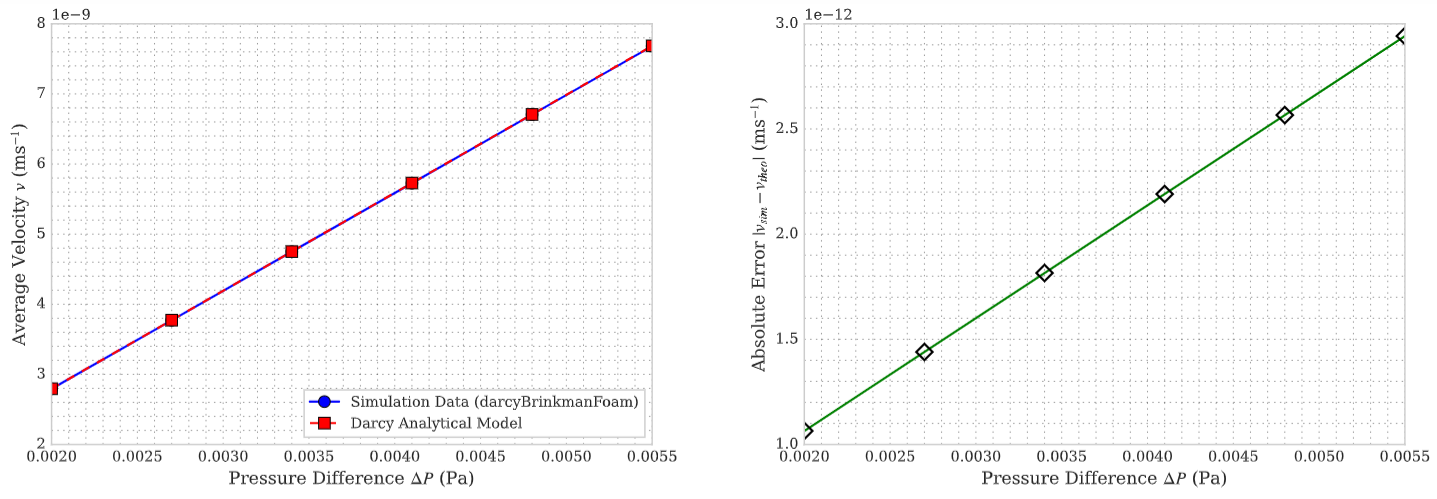 1e−9
8
7
6
5
4
3
2
Average Velocity v (ms⁻¹)
Simulation Data (darcyBrinkmanFoam)
Darcy Analytical Model
0.0020 0.0025 0.0030 0.0035 0.0040 0.0045 0.0050 0.0055
Pressure Difference ΔP (Pa)
1e−12
3.0
2.5
2.0
1.5
1.0
Absolute Error |v_sim − v_theo| (ms⁻¹)
0.0020 0.0025 0.0030 0.0035 0.0040 0.0045 0.0050 0.0055
Pressure Difference ΔP (Pa)